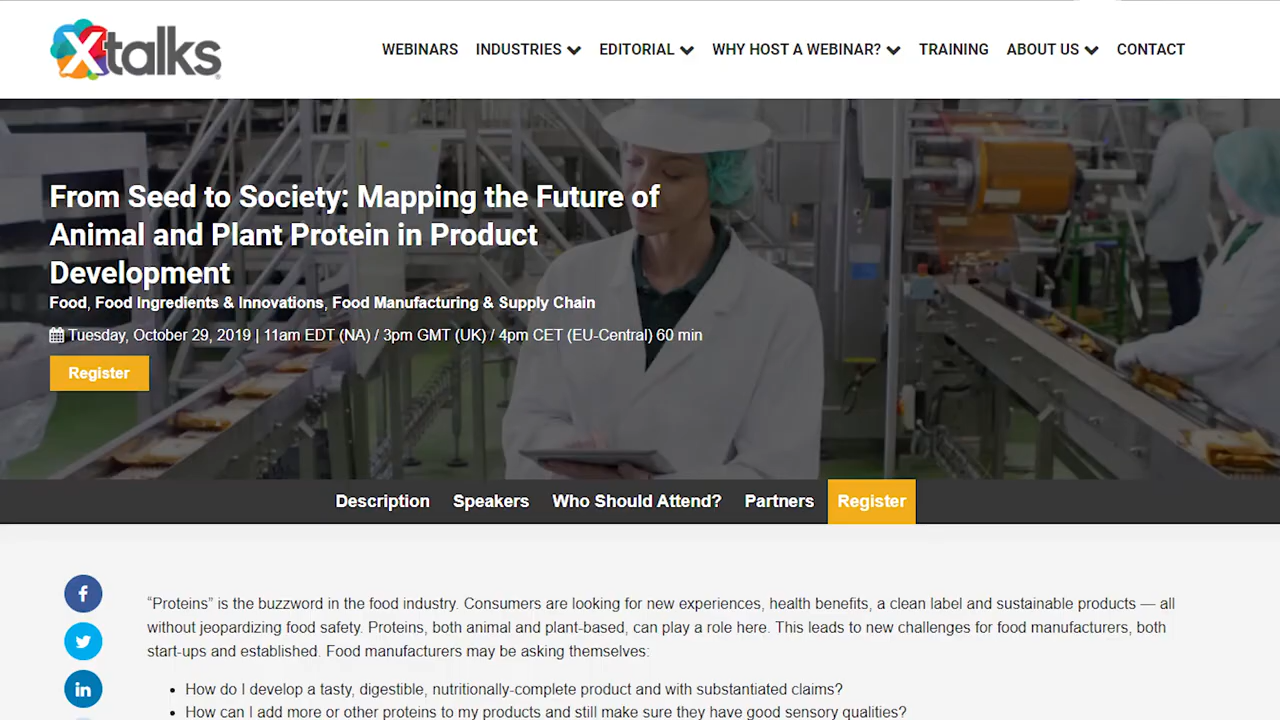 Xtalks
WEBINARS INDUSTRIES EDITORIAL WHY HOST A WEBINAR? TRAINING ABOUT US CONTACT
From Seed to Society: Mapping the Future of
Animal and Plant Protein in Product
Development
Food, Food Ingredients & Innovations, Food Manufacturing & Supply Chain
Tuesday, October 29, 2019 | 11am EDT (NA) / 3pm GMT (UK) / 4pm CET (EU-Central) 60 min
Register
Description Speakers Who Should Attend? Partners Register
“Proteins” is the buzzword in the food industry. Consumers are looking for new experiences, health benefits, a clean label and sustainable products — all
without jeopardizing food safety. Proteins, both animal and plant-based, can play a role here. This leads to new challenges for food manufacturers, both
start-ups and established. Food manufacturers may be asking themselves:
• How do I develop a tasty, digestible, nutritionally-complete product and with substantiated claims?
• How can I add more or other proteins to my products and still make sure they have good sensory qualities?